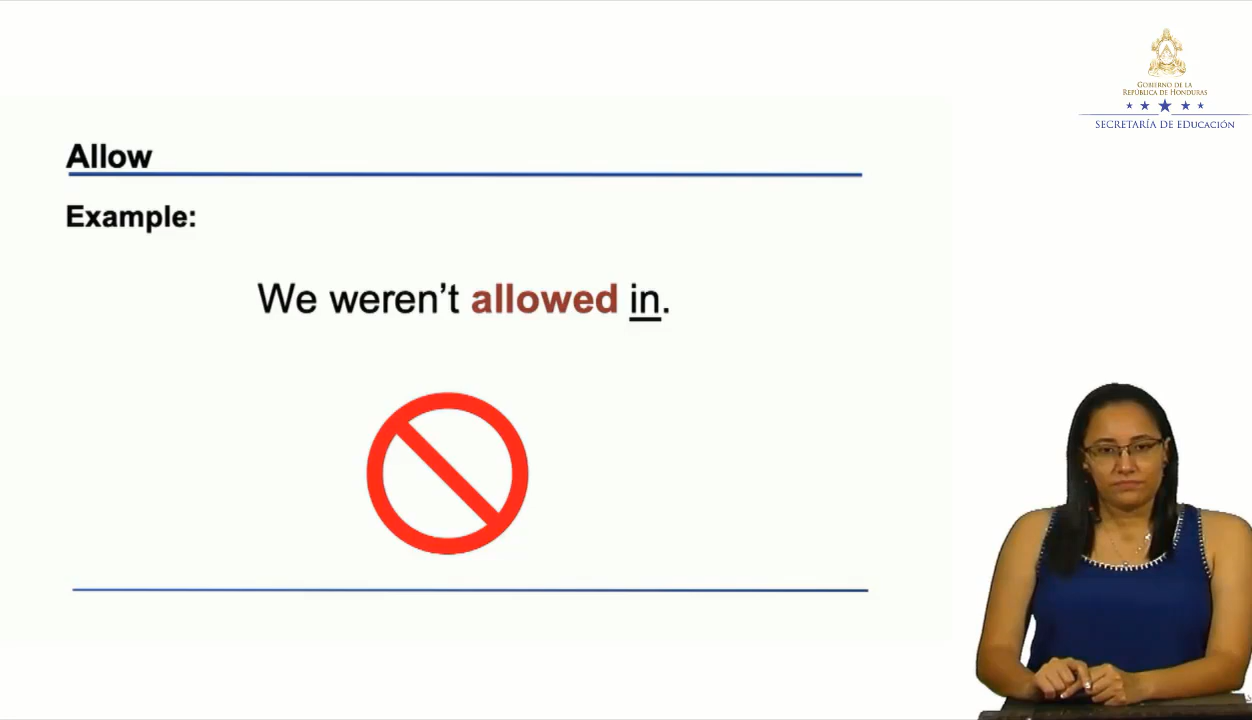 GOBIERNO DE LA
REPÚBLICA DE HONDURAS
SECRETARÍA DE EDUCACIÓN
Allow
Example:
We weren't allowed in.